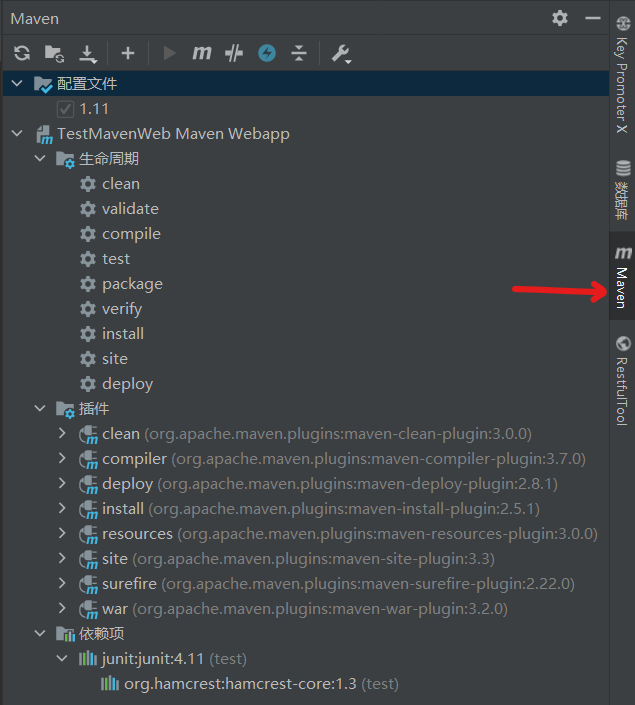 Maven
配置文件
1.11
TestMavenWeb Maven Webapp
生命周期
clean
validate
compile
test
package
verify
install
site
deploy
插件
clean (org.apache.maven.plugins:maven-clean-plugin:3.0.0)
compiler (org.apache.maven.plugins:maven-compiler-plugin:3.7.0)
deploy (org.apache.maven.plugins:maven-deploy-plugin:2.8.1)
install (org.apache.maven.plugins:maven-install-plugin:2.5.1)
resources (org.apache.maven.plugins:maven-resources-plugin:3.0.0)
site (org.apache.maven.plugins:maven-site-plugin:3.3)
surefire (org.apache.maven.plugins:maven-surefire-plugin:2.22.0)
war (org.apache.maven.plugins:maven-war-plugin:3.2.0)
依赖项
junit:junit:4.11 (test)
org.hamcrest:hamcrest-core:1.3 (test)
Key Promoter X
数据库
Maven
RestfulTool